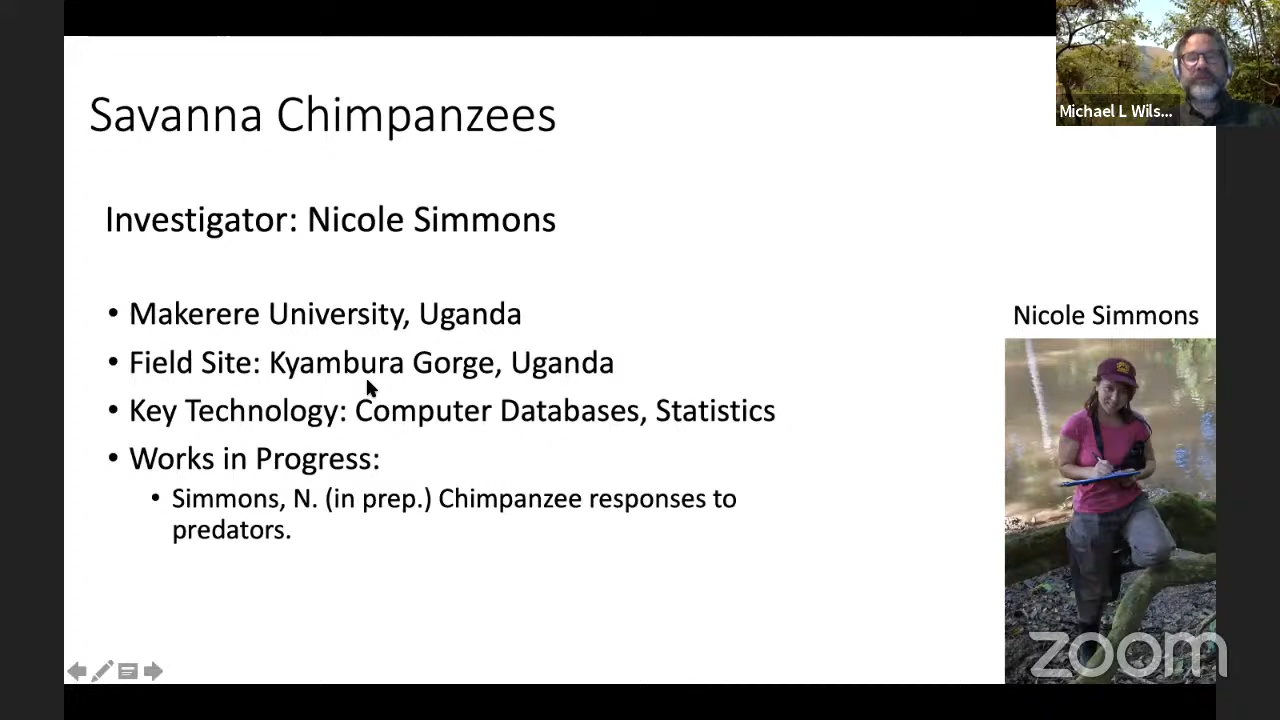 Savanna Chimpanzees
Michael L Wils...
Investigator: Nicole Simmons
• Makerere University, Uganda
• Field Site: Kyambura Gorge, Uganda
• Key Technology: Computer Databases, Statistics
• Works in Progress:
• Simmons, N. (in prep.) Chimpanzee responses to
predators.
Nicole Simmons
zoom